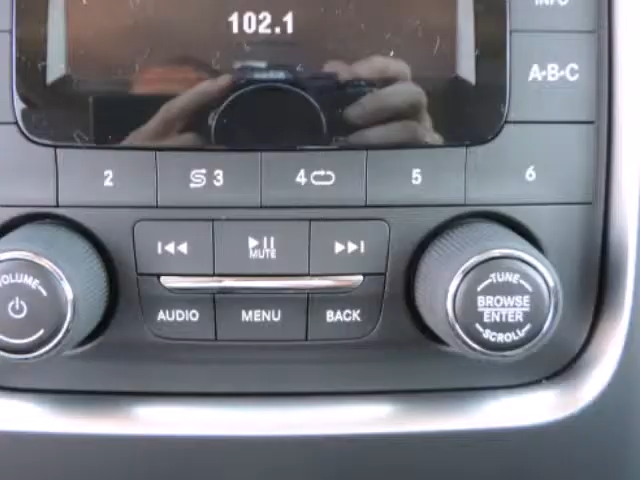 INFO
102.1
A·B·C
2
3
4
5
6
MUTE
VOLUME
TUNE
BROWSE
ENTER
SCROLL
AUDIO
MENU
BACK